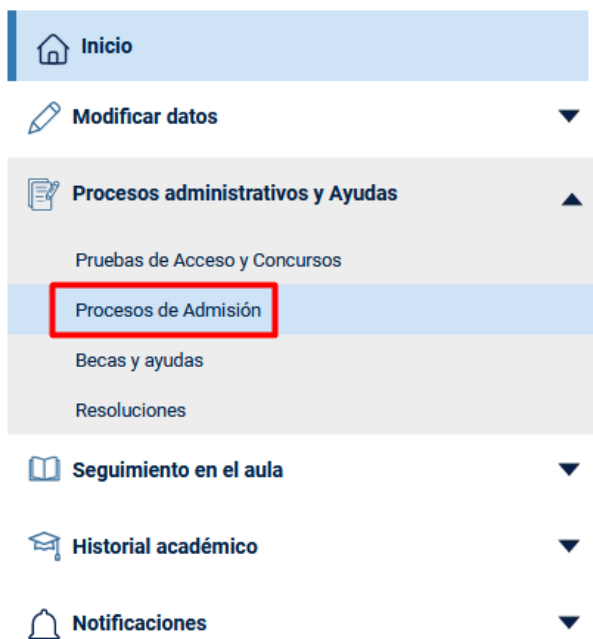 Inicio
Modificar datos
Procesos administrativos y Ayudas
Pruebas de Acceso y Concursos
Procesos de Admisión
Becas y ayudas
Resoluciones
Seguimiento en el aula
Historial académico
Notificaciones